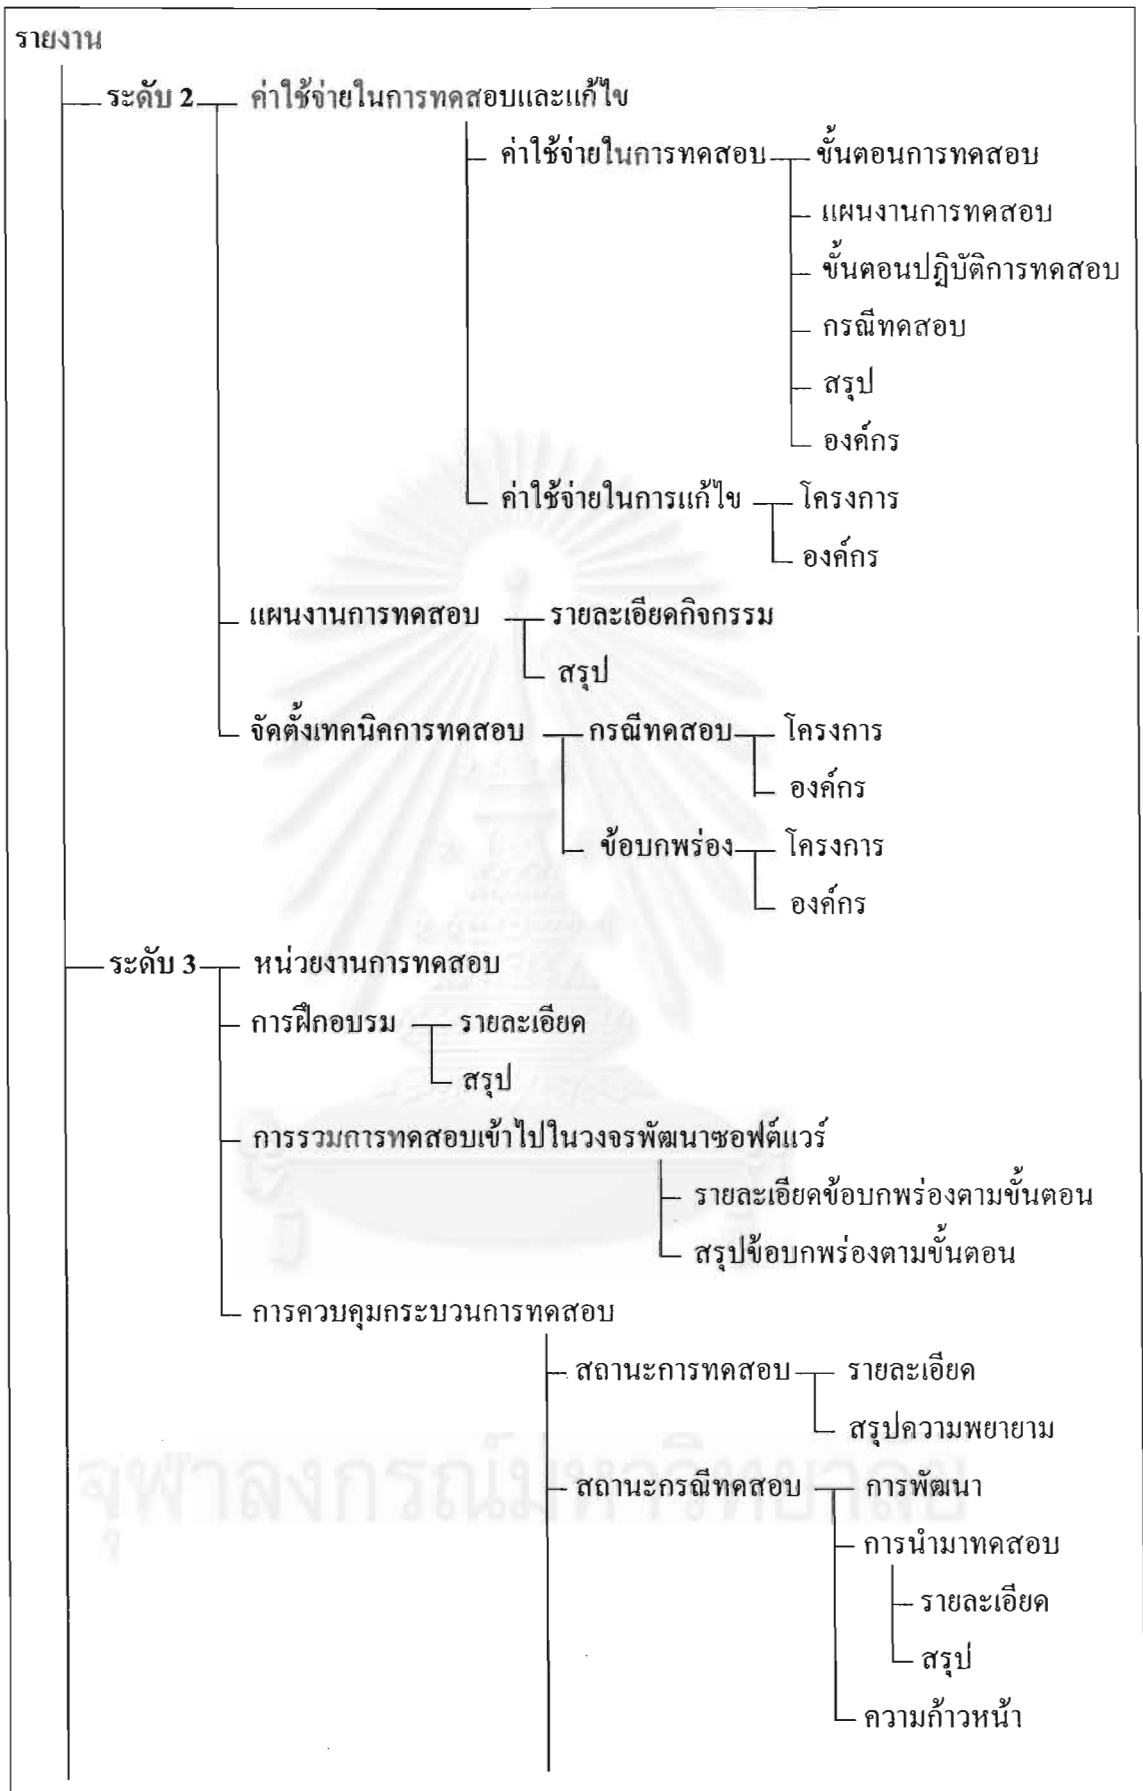 รายงาน
ระดับ 2 ค่าใช้จ่ายในการทดสอบและแก้ไข
ค่าใช้จ่ายในการทดสอบ ขั้นตอนการทดสอบ
แผนงานการทดสอบ
ขั้นตอนปฏิบัติการทดสอบ
กรณีทดสอบ
สรุป
องค์กร
ค่าใช้จ่ายในการแก้ไข โครงการ
องค์กร
แผนงานการทดสอบ รายละเอียดกิจกรรม
สรุป
จัดตั้งเทคนิคการทดสอบ กรณีทดสอบ โครงการ
องค์กร
ข้อบกพร่อง โครงการ
องค์กร
ระดับ 3 หน่วยงานการทดสอบ
การฝึกอบรม รายละเอียด
สรุป
การรวมการทดสอบเข้าไปในวงจรพัฒนาซอฟต์แวร์
รายละเอียดข้อบกพร่องตามขั้นตอน
สรุปข้อบกพร่องตามขั้นตอน
การควบคุมกระบวนการทดสอบ
สถานะการทดสอบ รายละเอียด
สรุปความพยายาม
จุฬาลงกรณ์มหาวิทยาลัย
สถานะกรณีทดสอบ การพัฒนา
การนำมาทดสอบ
รายละเอียด
สรุป
ความก้าวหน้า